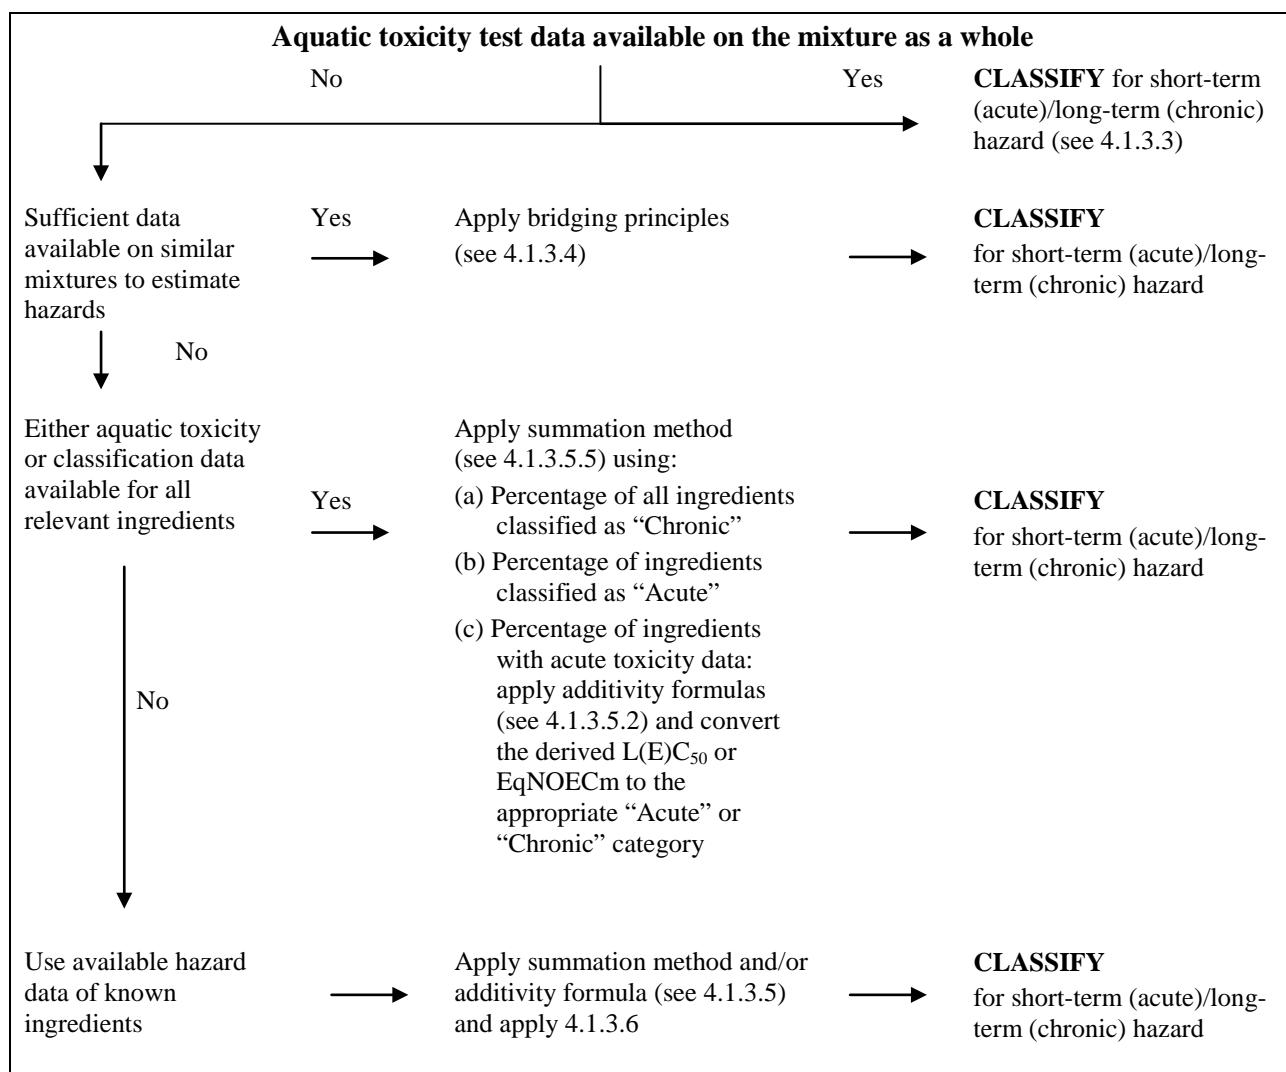 Aquatic toxicity test data available on the mixture as a whole
No
Yes
CLASSIFY for short-term
(acute)/long-term (chronic)
hazard (see 4.1.3.3)
Sufficient data
available on similar
mixtures to estimate
hazards
Yes
Apply bridging principles
(see 4.1.3.4)
CLASSIFY
for short-term (acute)/long-
term (chronic) hazard
No
Either aquatic toxicity
or classification data
available for all
relevant ingredients
Yes
Apply summation method
(see 4.1.3.5.5) using:
(a) Percentage of all ingredients
classified as “Chronic”
(b) Percentage of ingredients
classified as “Acute”
(c) Percentage of ingredients
with acute toxicity data:
apply additivity formulas
(see 4.1.3.5.2) and convert
the derived L(E)C50 or
EqNOECm to the
appropriate “Acute” or
“Chronic” category
CLASSIFY
for short-term (acute)/long-
term (chronic) hazard
No
Use available hazard
data of known
ingredients
Apply summation method and/or
additivity formula (see 4.1.3.5)
and apply 4.1.3.6
CLASSIFY
for short-term (acute)/long-
term (chronic) hazard